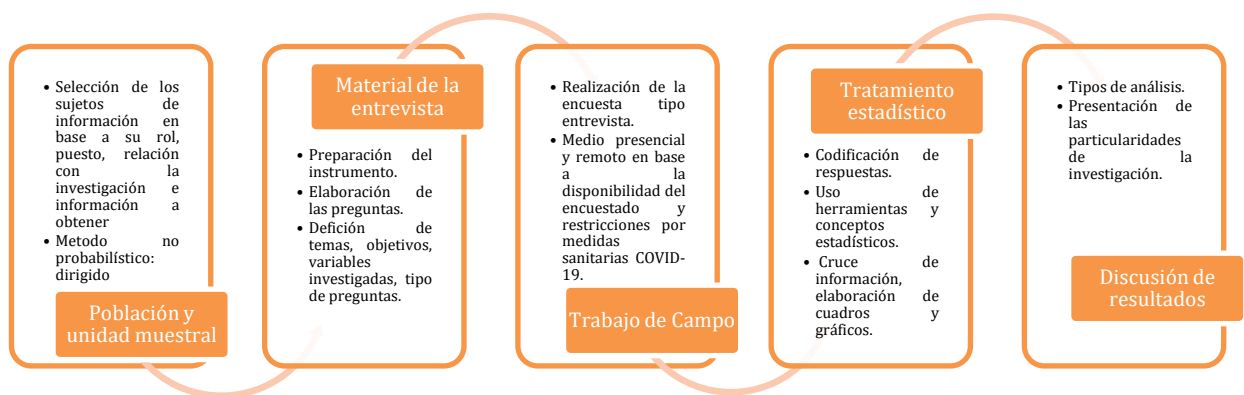 • Selección de los
sujetos de
información en
base a su rol,
puesto, relación
con la
investigación e
información a
obtener
• Metodo no
probabilístico:
dirigido
Población y
unidad muestral
Material de la
entrevista
• Preparación del
instrumento.
• Elaboración de
las preguntas.
• Defición de
temas, objetivos,
variables
investigadas, tipo
de preguntas.
• Realización de la
encuesta tipo
entrevista.
• Medio presencial
y remoto en base
a la
disponibilidad del
encuestado y
restricciones por
medidas
sanitarias COVID-
19.
Trabajo de Campo
Tratamiento
estadístico
• Codificación de
respuestas.
• Uso de
herramientas y
conceptos
estadísticos.
• Cruce de
información,
elaboración de
cuadros y
gráficos.
• Tipos de análisis.
• Presentación de
las
particularidades
de la
investigación.
Discusión de
resultados